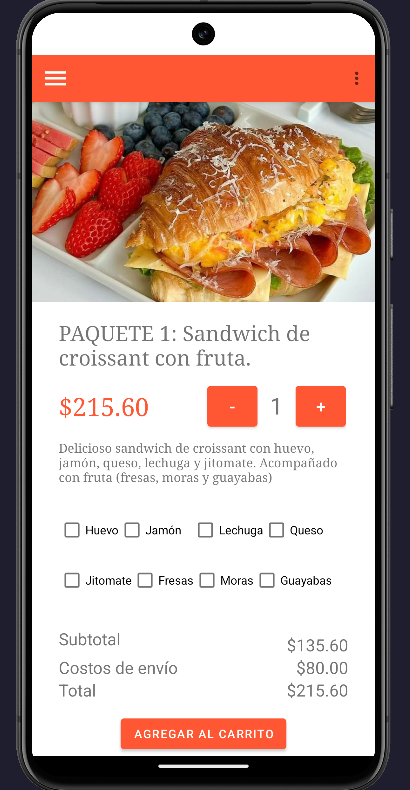 PAQUETE 1: Sandwich de
croissant con fruta.
$215.60
- 1 +
Delicioso sandwich de croissant con huevo,
jamón, queso, lechuga y jitomate. Acompañado
con fruta (fresas, moras y guayabas)
Huevo Jamón Lechuga Queso
Jitomate Fresas Moras Guayabas
Subtotal $135.60
Costos de envío $80.00
Total $215.60
AGREGAR AL CARRITO